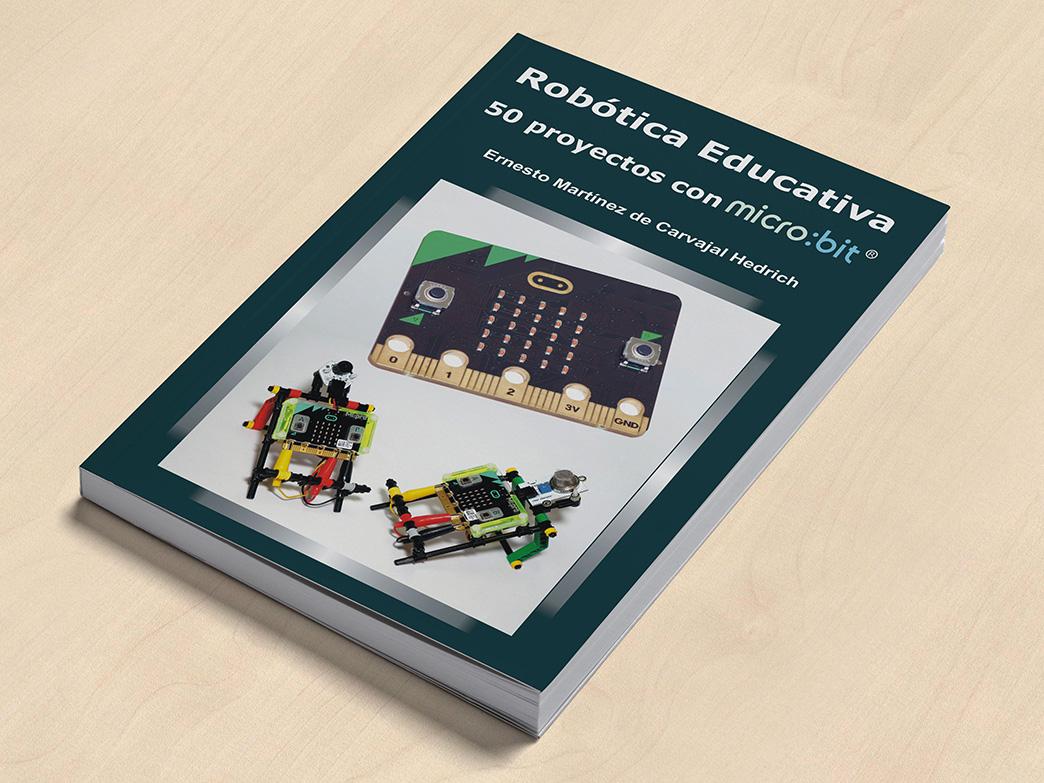 Robótica Educativa
50 proyectos con micro:bit®
Ernesto Martínez de Carvajal Hedrich
0 1 2 3V GND